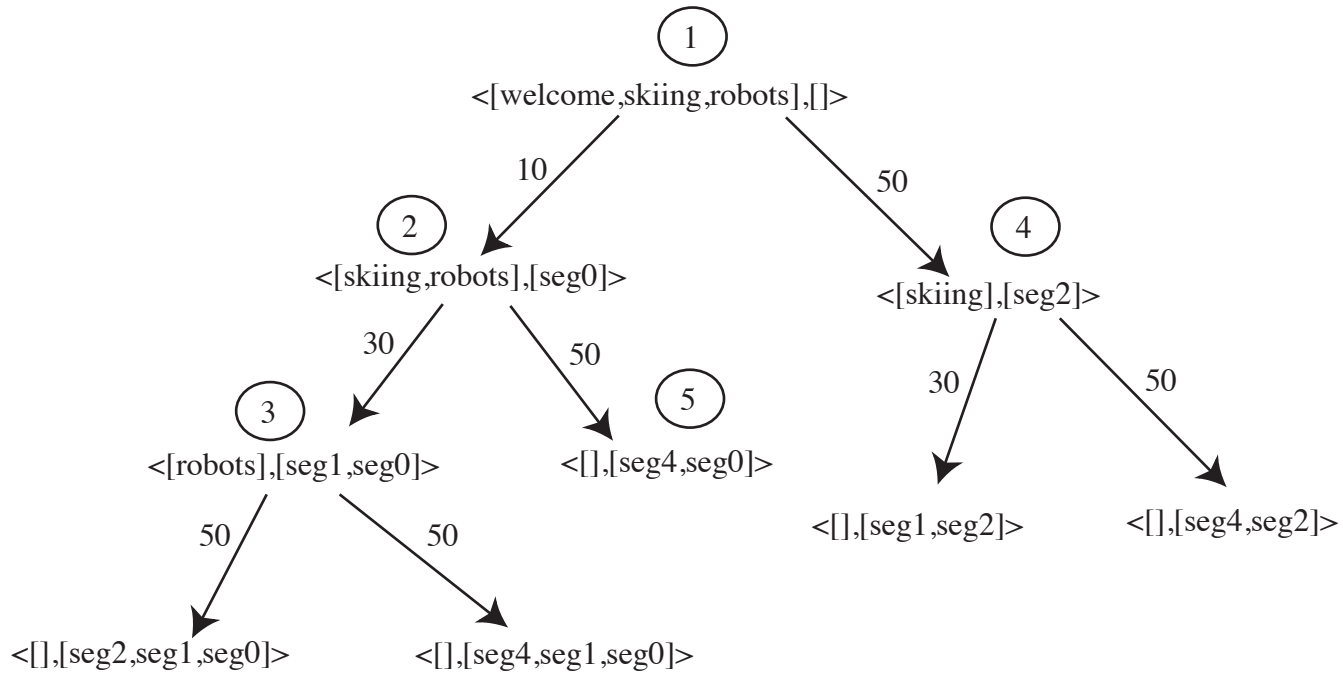 1
<[welcome,skiing,robots],[]>
10
50
2
4
<[skiing,robots],[seg0]>
<[skiing],[seg2]>
30
50
30
50
3
5
<[robots],[seg1,seg0]>
<[],[seg4,seg0]>
50
50
<[],[seg1,seg2]>
<[],[seg4,seg2]>
<[],[seg2,seg1,seg0]>
<[],[seg4,seg1,seg0]>